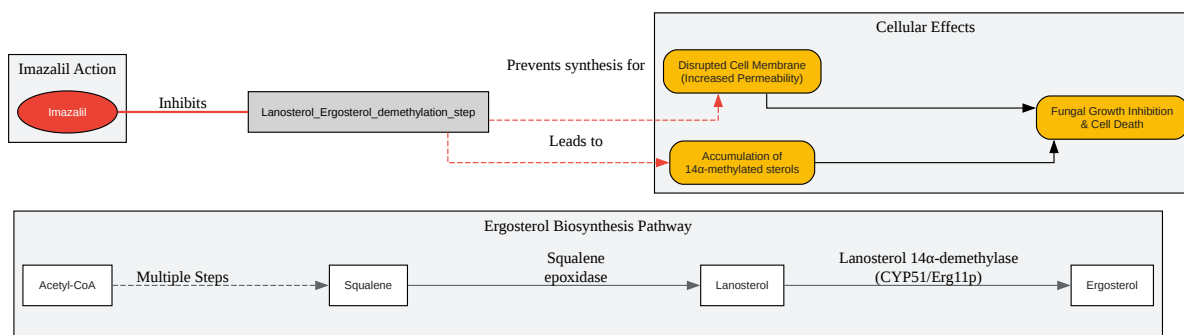 Cellular Effects
Imazalil Action
Imazalil
Inhibits
Lanosterol_Ergosterol_demethylation_step
Prevents synthesis for
Leads to
Disrupted Cell Membrane
(Increased Permeability)
Accumulation of
14α-methylated sterols
Fungal Growth Inhibition
& Cell Death
Ergosterol Biosynthesis Pathway
Acetyl-CoA
Multiple Steps
Squalene
Squalene
epoxidase
Lanosterol
Lanosterol 14α-demethylase
(CYP51/Erg11p)
Ergosterol